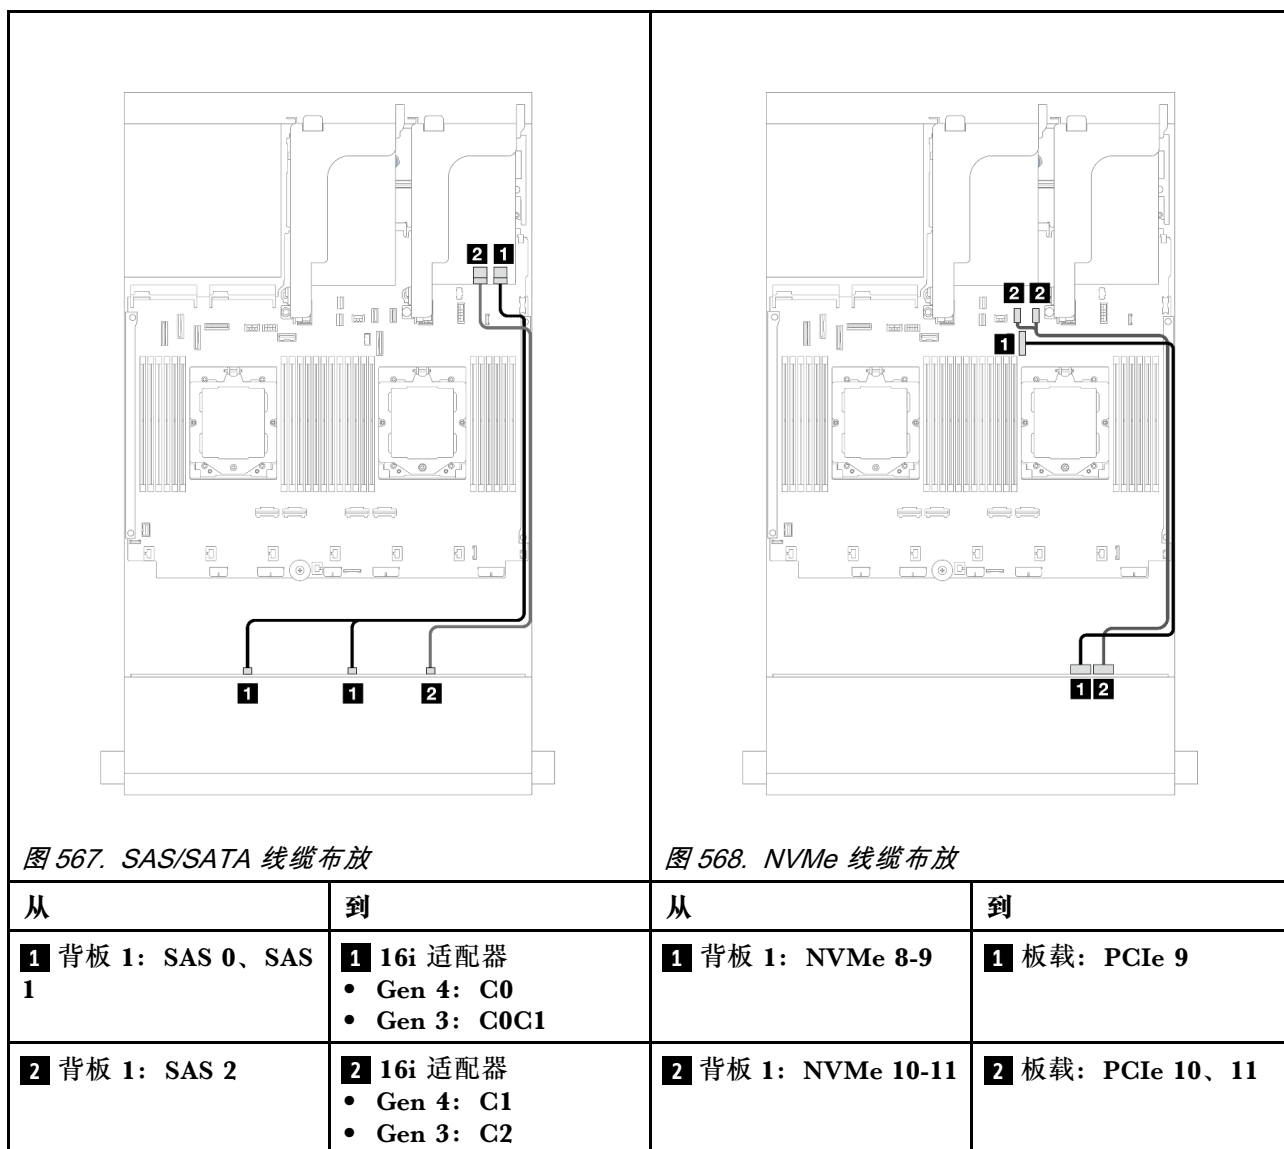 2 1
1 1 2
图 567. SAS/SATA 线缆布放
2 2
1
1 2
图 568. NVMe 线缆布放
从 到 从 到
1 背板 1：SAS 0、SAS
1
1 16i 适配器
• Gen 4：C0
• Gen 3：C0C1
1 背板 1：NVMe 8-9
1 板载：PCIe 9
2 背板 1：SAS 2
2 16i 适配器
• Gen 4：C1
• Gen 3：C2
2 背板 1：NVMe 10-11
2 板载：PCIe 10、11